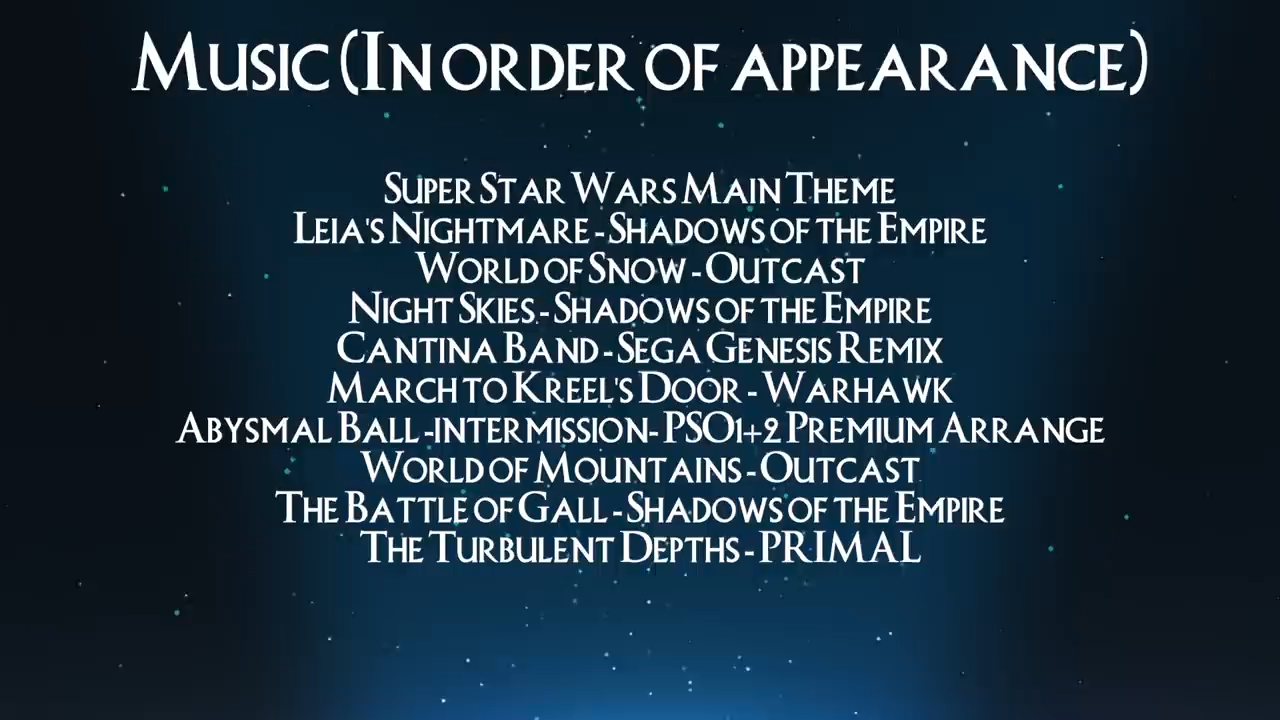 Music (In order of appearance)
Super Star Wars Main Theme
Leia's Nightmare - Shadows of the Empire
World of Snow - Outcast
Night Skies - Shadows of the Empire
Cantina Band - Sega Genesis Remix
March to Kreel's Door - Warhawk
Abysmal Ball -intermission- PSO1+2 Premium Arrange
World of Mountains - Outcast
The Battle of Gall - Shadows of the Empire
The Turbulent Depths - PRIMAL